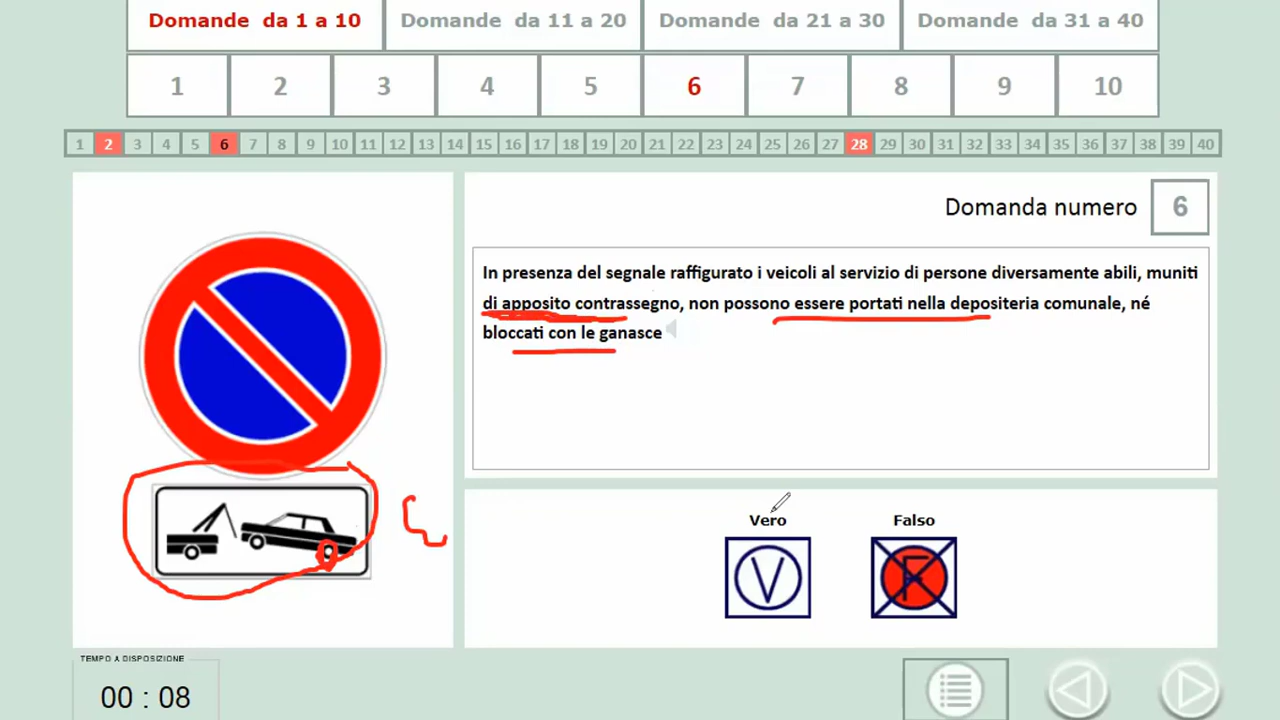 Domande da 1 a 10
Domande da 11 a 20
Domande da 21 a 30
Domande da 31 a 40
1 2 3 4 5 6 7 8 9 10
1 2 3 4 5 6 7 8 9 10 11 12 13 14 15 16 17 18 19 20 21 22 23 24 25 26 27 28 29 30 31 32 33 34 35 36 37 38 39 40
Domanda numero 6
In presenza del segnale raffigurato i veicoli al servizio di persone diversamente abili, muniti
di apposito contrassegno, non possono essere portati nella depositeria comunale, né
bloccati con le ganasce
Vero
Falso
V
F
TEMPO A DISPOSIZIONE
00 : 08